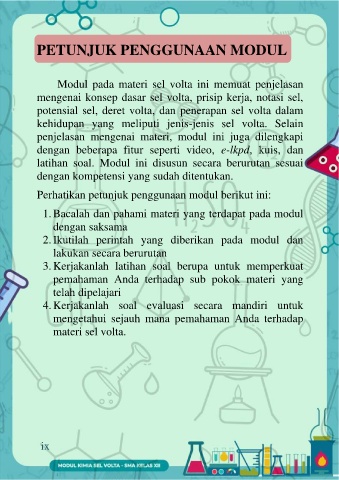 PETUNJUK PENGGUNAAN MODUL
Modul pada materi sel volta ini memuat penjelasan
mengenai konsep dasar sel volta, prisip kerja, notasi sel,
potensial sel, deret volta, dan penerapan sel volta dalam
kehidupan yang meliputi jenis-jenis sel volta. Selain
penjelasan mengenai materi, modul ini juga dilengkapi
dengan beberapa fitur seperti video, e-lkpd, kuis, dan
latihan soal. Modul ini disusun secara berurutan sesuai
dengan kompetensi yang sudah ditentukan.
Perhatikan petunjuk penggunaan modul berikut ini:
1. Bacalah dan pahami materi yang terdapat pada modul
dengan saksama
2. Ikutilah perintah yang diberikan pada modul dan
lakukan secara berurutan
3. Kerjakanlah latihan soal berupa untuk memperkuat
pemahaman Anda terhadap sub pokok materi yang
telah dipelajari
4. Kerjakanlah soal evaluasi secara mandiri untuk
mengetahui sejauh mana pemahaman Anda terhadap
materi sel volta.
H₂SO₄
ix
MODUL KIMIA SEL VOLTA - SMA KELAS XII